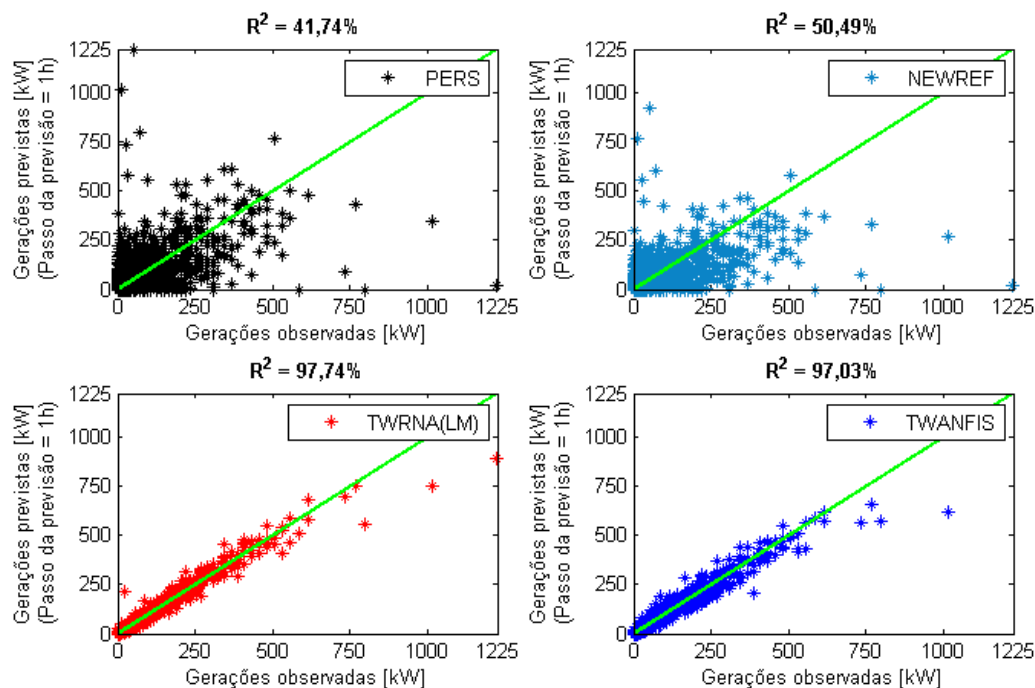 R² = 41,74%
1225
1000
750
500
250
0
Gerações previstas [kW]
(Passo da previsão = 1h)
PERS
0
250
500
750
1000
1225
Gerações observadas [kW]
R² = 50,49%
1225
1000
750
500
250
0
Gerações previstas [kW]
(Passo da previsão = 1h)
NEWREF
0
250
500
750
1000
1225
Gerações observadas [kW]
R² = 97,74%
1225
1000
750
500
250
0
Gerações previstas [kW]
(Passo da previsão = 1h)
TWRNA(LM)
0
250
500
750
1000
1225
Gerações observadas [kW]
R² = 97,03%
1225
1000
750
500
250
0
Gerações previstas [kW]
(Passo da previsão = 1h)
TWANFIS
0
250
500
750
1000
1225
Gerações observadas [kW]